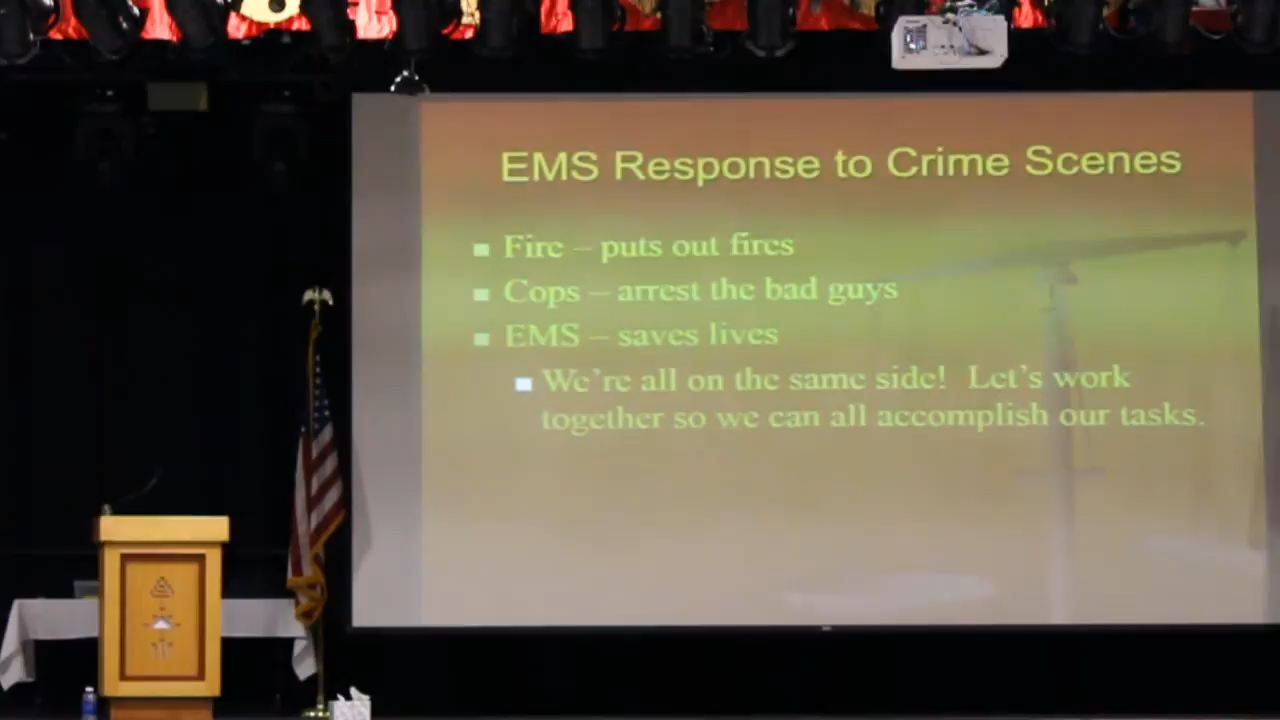 EMS Response to Crime Scenes
Fire – puts out fires
Cops – arrest the bad guys
EMS – saves lives
We're all on the same side! Let's work
together so we can all accomplish our tasks.